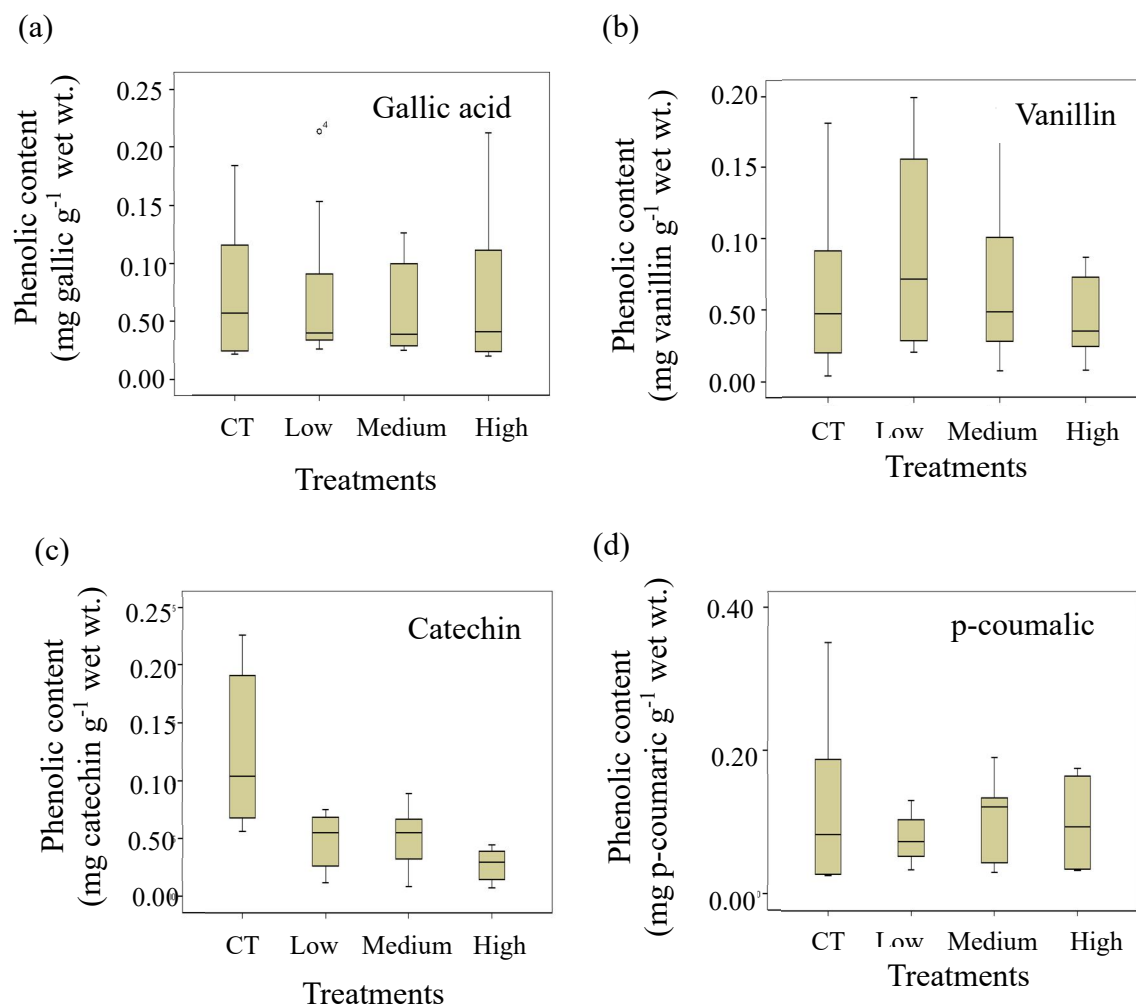 (a)
Gallic acid
Phenolic content
(mg gallic g-1 wet wt.)
0.25
0.20
0.15
0.10
0.50
0.00
4
CT Low Medium High
Treatments
(b)
Vanillin
Phenolic content
(mg vanillin g-1 wet wt.)
0.20
0.15
0.10
0.50
0.00
CT Low Medium High
Treatments
(c)
Catechin
Phenolic content
(mg catechin g-1 wet wt.)
0.25
0.20
0.15
0.10
0.50
0.00
CT Low Medium High
Treatments
(d)
p-coumalic
Phenolic content
(mg p-coumaric g-1 wet wt.)
0.40
0.20
0.00
CT Low Medium High
Treatments